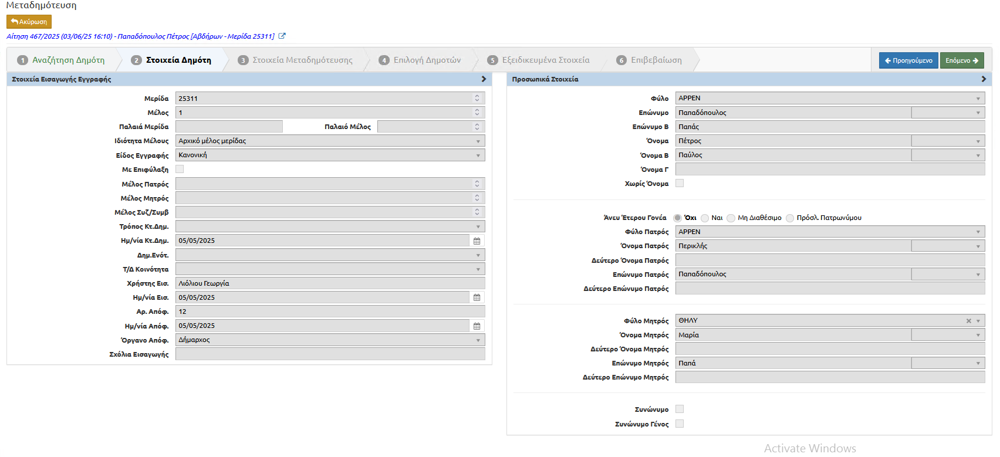 Μεταδημότευση
Ακύρωση
Αίτηση 467/2025 (03/06/25 16:10) - Παπαδόπουλος Πέτρος [Αβδήρων - Μερίδα 25311]
1 Αναζήτηση Δημότη 2 Στοιχεία Δημότη 3 Στοιχεία Μεταδημότευσης 4 Επιλογή Δημοτών 5 Εξειδικευμένα Στοιχεία 6 Επιβεβαίωση Προηγούμενο Επόμενο
Στοιχεία Εισαγωγής Εγγραφής
Μερίδα 25311
Μέλος 1
Παλαιά Μερίδα Παλαιό Μέλος
Ιδιότητα Μέλους Αρχικό μέλος μερίδας
Είδος Εγγραφής Κανονική
Με Επιφύλαξη
Μέλος Πατρός
Μέλος Μητρός
Μέλος Συζ/Συμβ
Τρόπος Κτ.Δημ.
Ημ/νία Κτ.Δημ. 05/05/2025
Δημ.Ενότ.
Τ/Δ Κοινότητα
Χρήστης Εισ. Λιόλιου Γεωργία
Ημ/νία Εισ. 05/05/2025
Αρ. Απόφ. 12
Ημ/νία Απόφ. 05/05/2025
Όργανο Απόφ. Δήμαρχος
Σχόλια Εισαγωγής
Προσωπικά Στοιχεία
Φύλο ΑΡΡΕΝ
Επώνυμο Παπαδόπουλος
Επώνυμο Β Παπάς
Όνομα Πέτρος
Όνομα Β Παύλος
Όνομα Γ
Χωρίς Όνομα
Άνευ Έτερου Γονέα Όχι Ναι Μη Διαθέσιμο Πρόσλ. Πατρωνύμου
Φύλο Πατρός ΑΡΡΕΝ
Όνομα Πατρός Περικλής
Δεύτερο Όνομα Πατρός
Επώνυμο Πατρός Παπαδόπουλος
Δεύτερο Επώνυμο Πατρός
Φύλο Μητρός ΘΗΛΥ
Όνομα Μητρός Μαρία
Δεύτερο Όνομα Μητρός
Επώνυμο Μητρός Παπά
Δεύτερο Επώνυμο Μητρός
Συνώνυμο
Συνώνυμο Γένος
Activate Windows